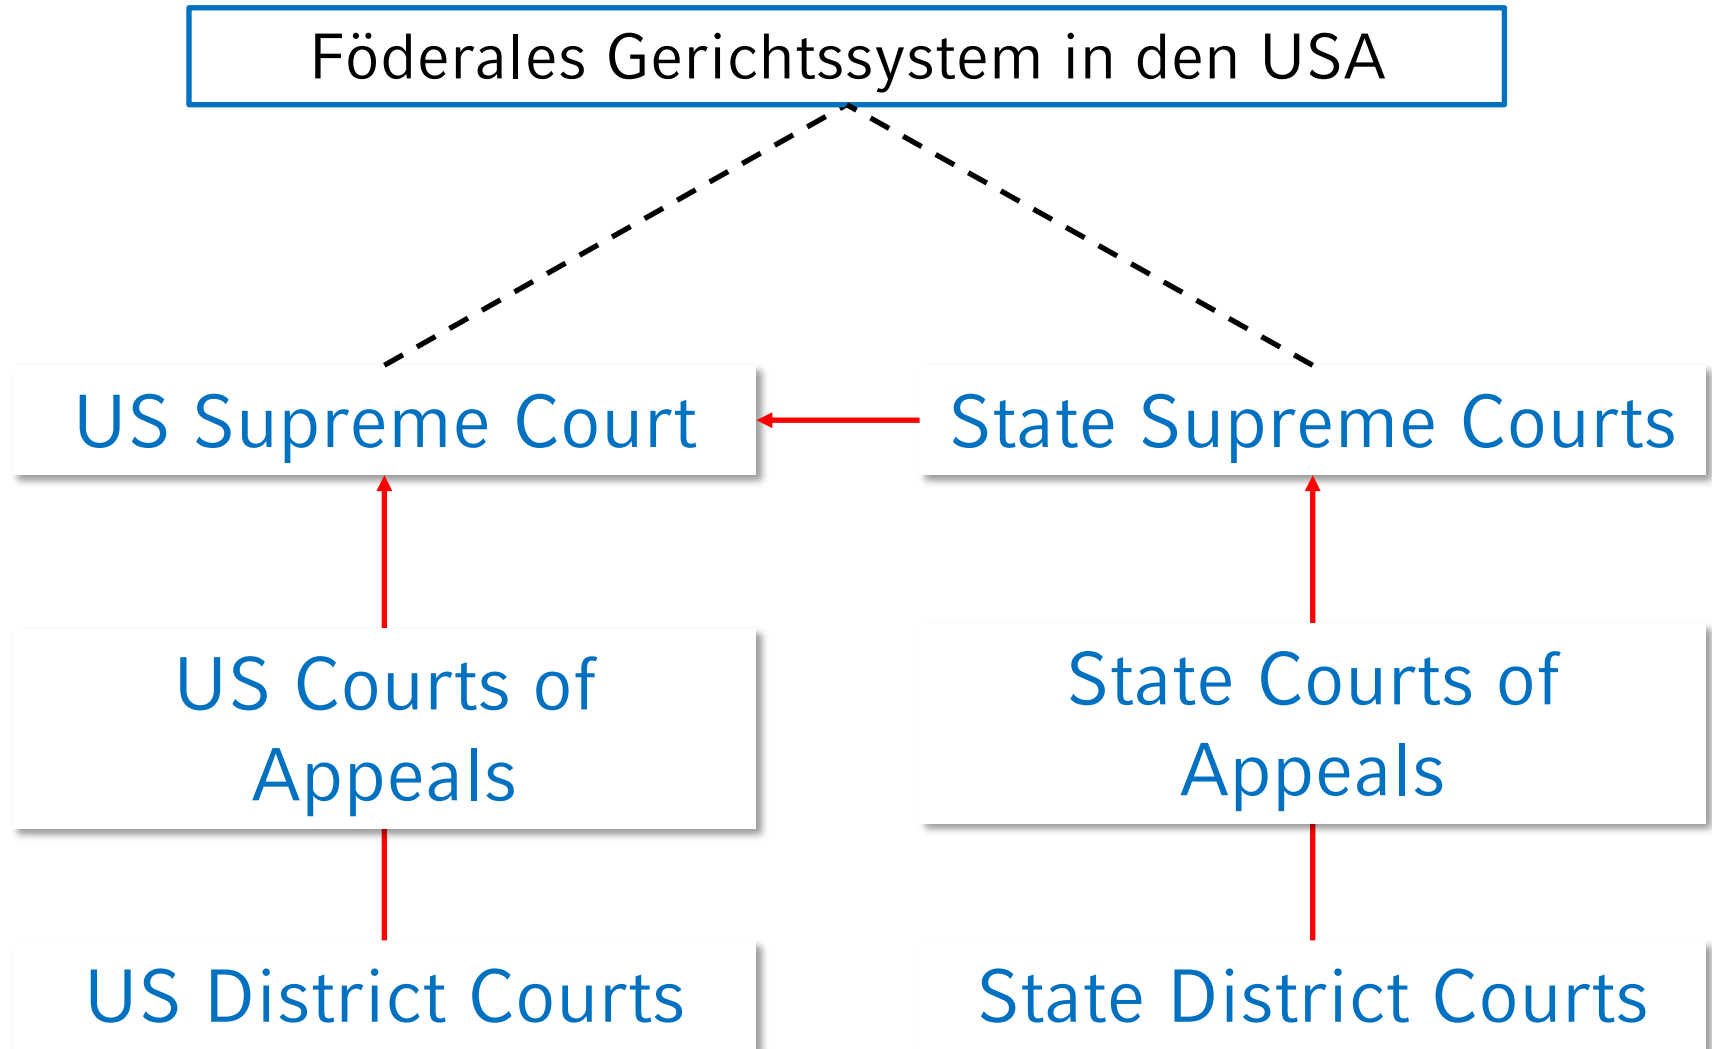 Föderales Gerichtssystem in den USA
US Supreme Court
State Supreme Courts
US Courts of
Appeals
State Courts of
Appeals
US District Courts
State District Courts